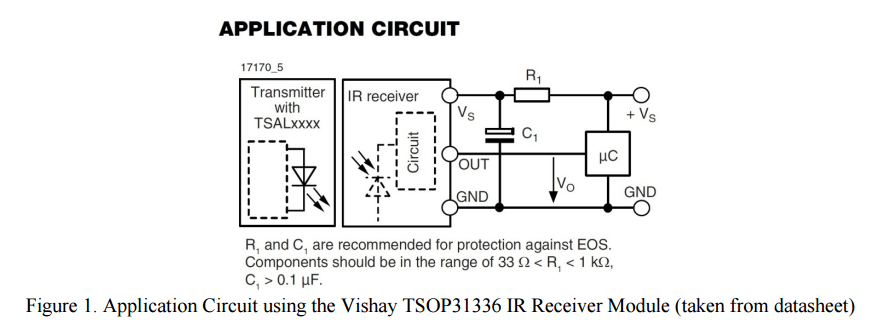 APPLICATION CIRCUIT
17170_5
Transmitter
with
TSALxxxx
IR receiver
Circuit
VS
OUT
GND
R1
C1
VO
+ VS
µC
GND
R1 and C1 are recommended for protection against EOS.
Components should be in the range of 33 Ω < R1 < 1 kΩ,
C1 > 0.1 µF.
Figure 1. Application Circuit using the Vishay TSOP31336 IR Receiver Module (taken from datasheet)